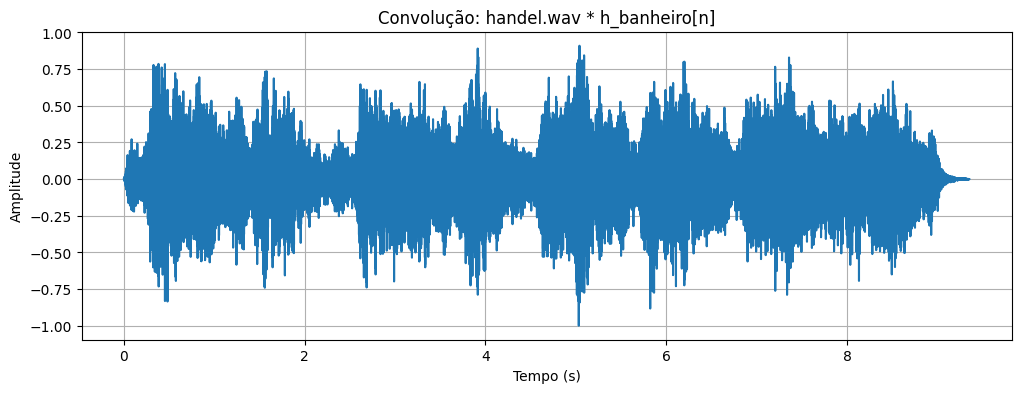 Convolução: handel.wav * h_banheiro[n]
1.00
0.75
0.50
0.25
0.00
−0.25
−0.50
−0.75
−1.00
Amplitude
0 2 4 6 8
Tempo (s)